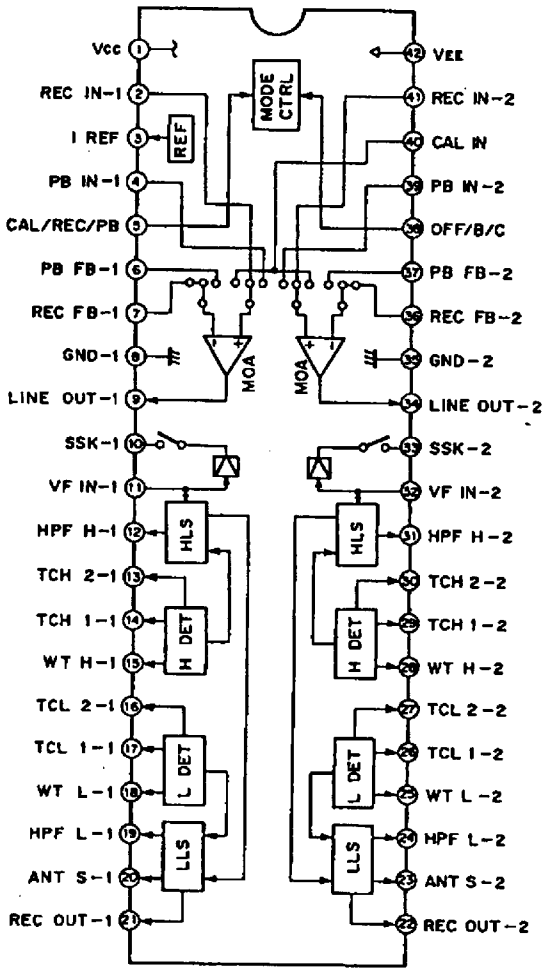 Vcc 1
42 VEE
REC IN-1 2
MODE
CTRL
41 REC IN-2
I REF 3
REF
40 CAL IN
PB IN-1 4
39 PB IN-2
CAL/REC/PB 5
38 OFF/B/C
PB FB-1 6
37 PB FB-2
REC FB-1 7
36 REC FB-2
- +
+ -
GND-1 8
MOA
MOA
35 GND-2
LINE OUT-1 9
34 LINE OUT-2
SSK-1 10
33 SSK-2
VF IN-1 11
32 VF IN-2
HPF H-1 12
HLS
HLS
31 HPF H-2
TCH 2-1 13
30 TCH 2-2
TCH 1-1 14
H DET
H DET
29 TCH 1-2
WT H-1 15
28 WT H-2
TCL 2-1 16
27 TCL 2-2
TCL 1-1 17
L DET
L DET
26 TCL 1-2
WT L-1 18
25 WT L-2
HPF L-1 19
24 HPF L-2
LLS
LLS
ANT S-1 20
23 ANT S-2
REC OUT-1 21
22 REC OUT-2